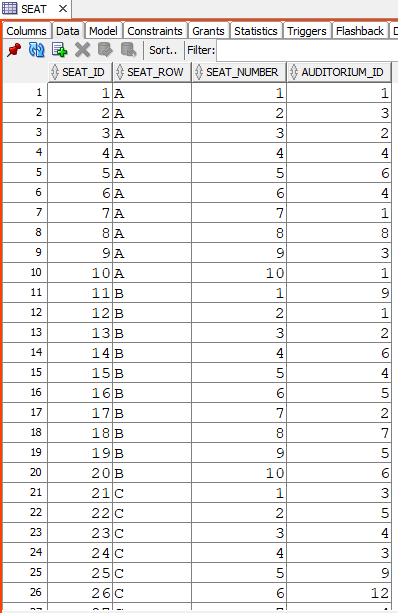 SEAT
Columns Data Model Constraints Grants Statistics Triggers Flashback
Sort.. Filter:
SEAT_ID SEAT_ROW SEAT_NUMBER AUDITORIUM_ID
1 1 A 1 1
2 2 A 2 3
3 3 A 3 2
4 4 A 4 4
5 5 A 5 6
6 6 A 6 4
7 7 A 7 1
8 8 A 8 8
9 9 A 9 3
10 10 A 10 1
11 11 B 1 9
12 12 B 2 1
13 13 B 3 2
14 14 B 4 6
15 15 B 5 4
16 16 B 6 5
17 17 B 7 2
18 18 B 8 7
19 19 B 9 5
20 20 B 10 6
21 21 C 1 3
22 22 C 2 5
23 23 C 3 4
24 24 C 4 3
25 25 C 5 9
26 26 C 6 12